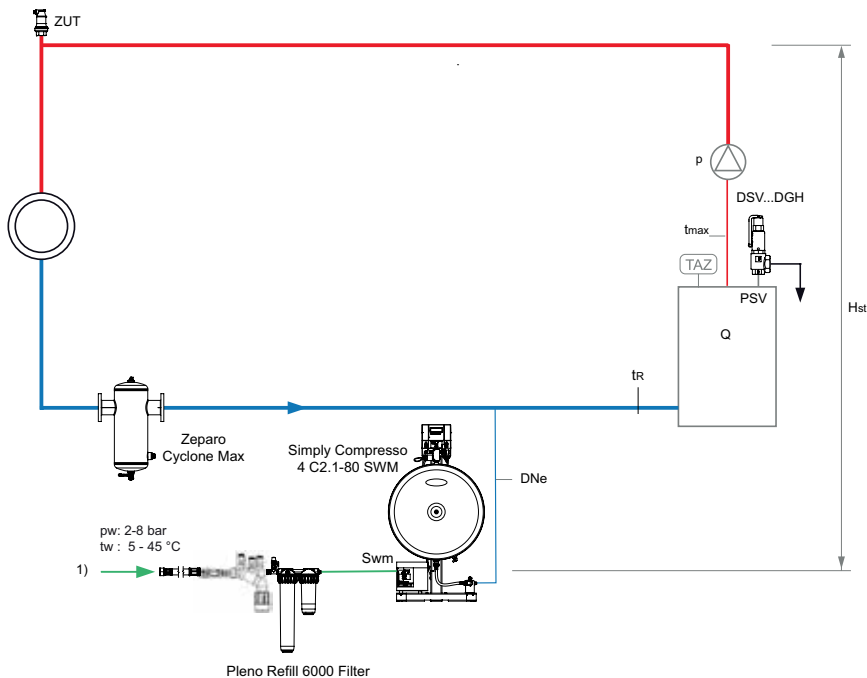 ZUT
p
DSV...DGH
tmax
TAZ
PSV
Hst
Q
tR
Zeparo
Cyclone Max
Simply Compresso
4 C2.1-80 SWM
DNe
pw: 2-8 bar
tw : 5 - 45 °C
Swm
1)
Pleno Refill 6000 Filter